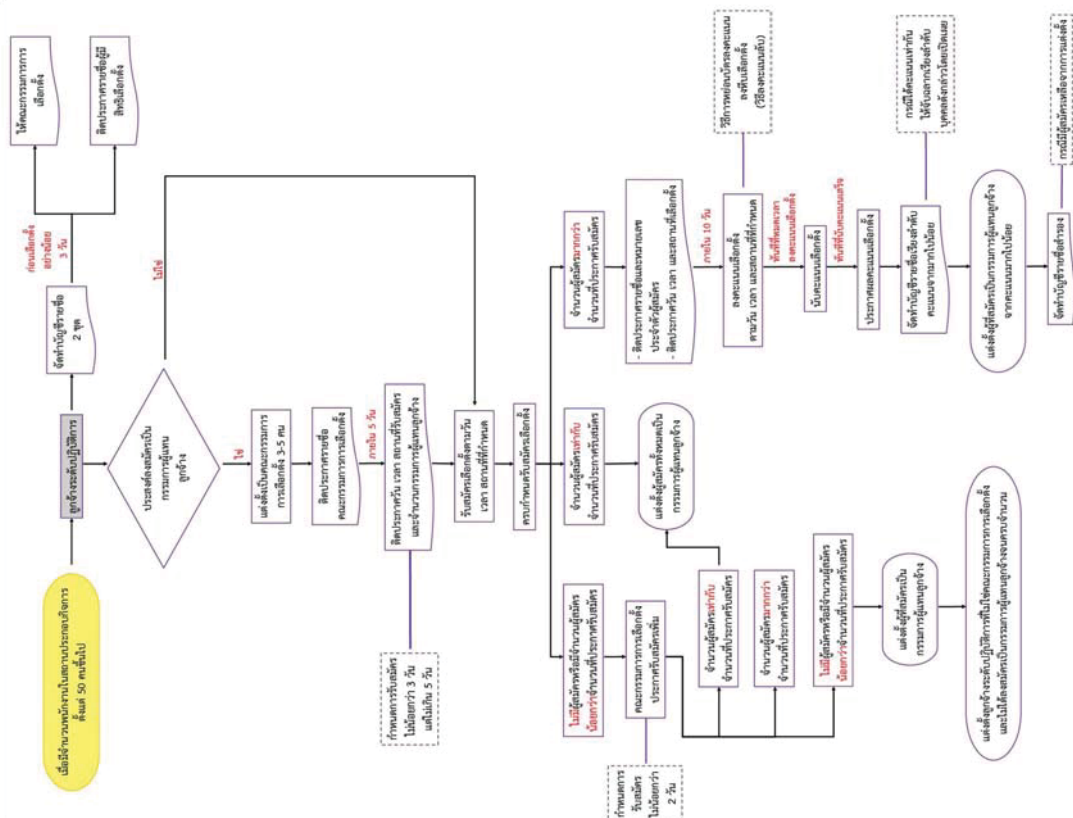 เมื่อมีจำนวนพนักงานในสถานประกอบกิจการ
ตั้งแต่ 50 คนขึ้นไป
ลูกจ้างระดับปฏิบัติการ
จัดทำบัญชีรายชื่อ
2 ชุด
ก่อนเลือกตั้ง
อย่างน้อย
3 วัน
ให้คณะกรรมการการ
เลือกตั้ง
ติดประกาศรายชื่อผู้มี
สิทธิเลือกตั้ง
ประสงค์ลงสมัครเป็น
กรรมการผู้แทน
ลูกจ้าง
ไม่ใช่
ใช่
แต่งตั้งเป็นคณะกรรมการ
การเลือกตั้ง 3-5 คน
ติดประกาศรายชื่อ
คณะกรรมการการเลือกตั้ง
ภายใน 5 วัน
ติดประกาศวัน เวลา สถานที่รับสมัคร
และจำนวนกรรมการผู้แทนลูกจ้าง
กำหนดการรับสมัคร
ไม่น้อยกว่า 3 วัน
แต่ไม่เกิน 5 วัน
รับสมัครเลือกตั้งตามวัน
เวลา สถานที่ที่กำหนด
ครบกำหนดรับสมัครเลือกตั้ง
ไม่มีผู้สมัครหรือมีจำนวนผู้สมัคร
น้อยกว่าจำนวนที่ประกาศรับสมัคร
คณะกรรมการการเลือกตั้ง
ประกาศรับสมัครเพิ่ม
กำหนดการ
รับสมัคร
ไม่น้อยกว่า
2 วัน
จำนวนผู้สมัครเท่ากับ
จำนวนที่ประกาศรับสมัคร
จำนวนผู้สมัครมากกว่า
จำนวนที่ประกาศรับสมัคร
ไม่มีผู้สมัครหรือมีจำนวนผู้สมัคร
น้อยกว่าจำนวนที่ประกาศรับสมัคร
แต่งตั้งผู้ที่สมัครเป็น
กรรมการผู้แทนลูกจ้าง
แต่งตั้งลูกจ้างระดับปฏิบัติการที่ไม่ใช่คณะกรรมการการเลือกตั้ง
และไม่ได้ลงสมัครเป็นกรรมการผู้แทนลูกจ้างจนครบจำนวน
จำนวนผู้สมัครเท่ากับ
จำนวนที่ประกาศรับสมัคร
แต่งตั้งผู้สมัครทั้งหมดเป็น
กรรมการผู้แทนลูกจ้าง
จำนวนผู้สมัครมากกว่า
จำนวนที่ประกาศรับสมัคร
- ติดประกาศรายชื่อและหมายเลข
ประจำตัวผู้สมัคร
- ติดประกาศวัน เวลา และสถานที่เลือกตั้ง
ภายใน 10 วัน
ลงคะแนนเลือกตั้ง
ตามวัน เวลา และสถานที่ที่กำหนด
วิธีการหย่อนบัตรลงคะแนน
ลงหีบเลือกตั้ง
(วิธีลงคะแนนลับ)
ทันทีที่หมดเวลา
ลงคะแนนเลือกตั้ง
นับคะแนนเลือกตั้ง
ทันทีที่นับคะแนนเสร็จ
ประกาศผลคะแนนเลือกตั้ง
จัดทำบัญชีรายชื่อเรียงลำดับ
คะแนนจากมากไปน้อย
กรณีได้คะแนนเท่ากัน
ให้จับฉลากเรียงลำดับ
บุคคลดังกล่าวโดยเปิดเผย
แต่งตั้งผู้ที่สมัครเป็นกรรมการผู้แทนลูกจ้าง
จากคะแนนมากไปน้อย
จัดทำบัญชีรายชื่อสำรอง
กรณีมีผู้สมัครเหลือจากการแต่งตั้ง